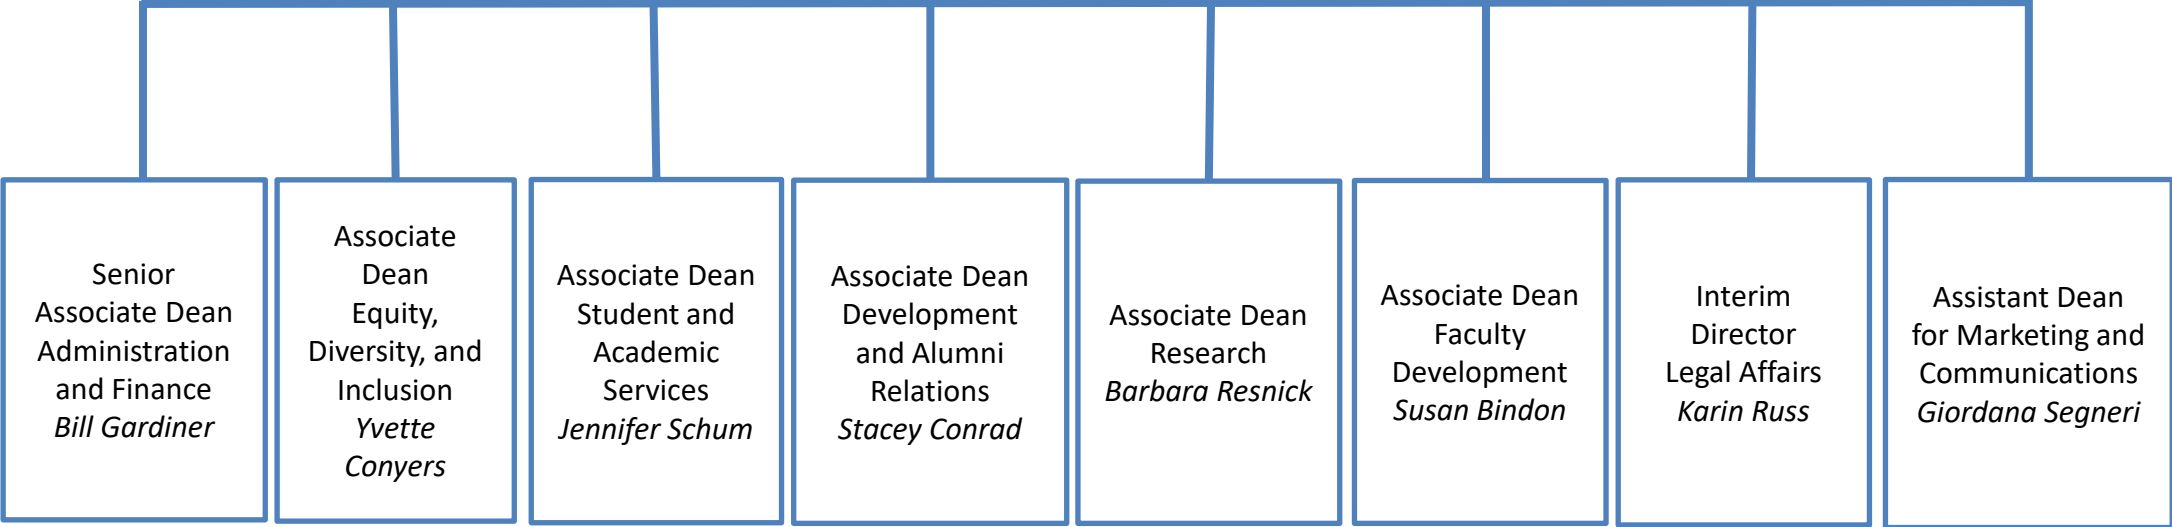 Senior
Associate Dean
Administration
and Finance
Bill Gardiner
Associate
Dean
Equity,
Diversity, and
Inclusion
Yvette
Conyers
Associate Dean
Student and
Academic
Services
Jennifer Schum
Associate Dean
Development
and Alumni
Relations
Stacey Conrad
Associate Dean
Research
Barbara Resnick
Associate Dean
Faculty
Development
Susan Bindon
Interim
Director
Legal Affairs
Karin Russ
Assistant Dean
for Marketing and
Communications
Giordana Segneri